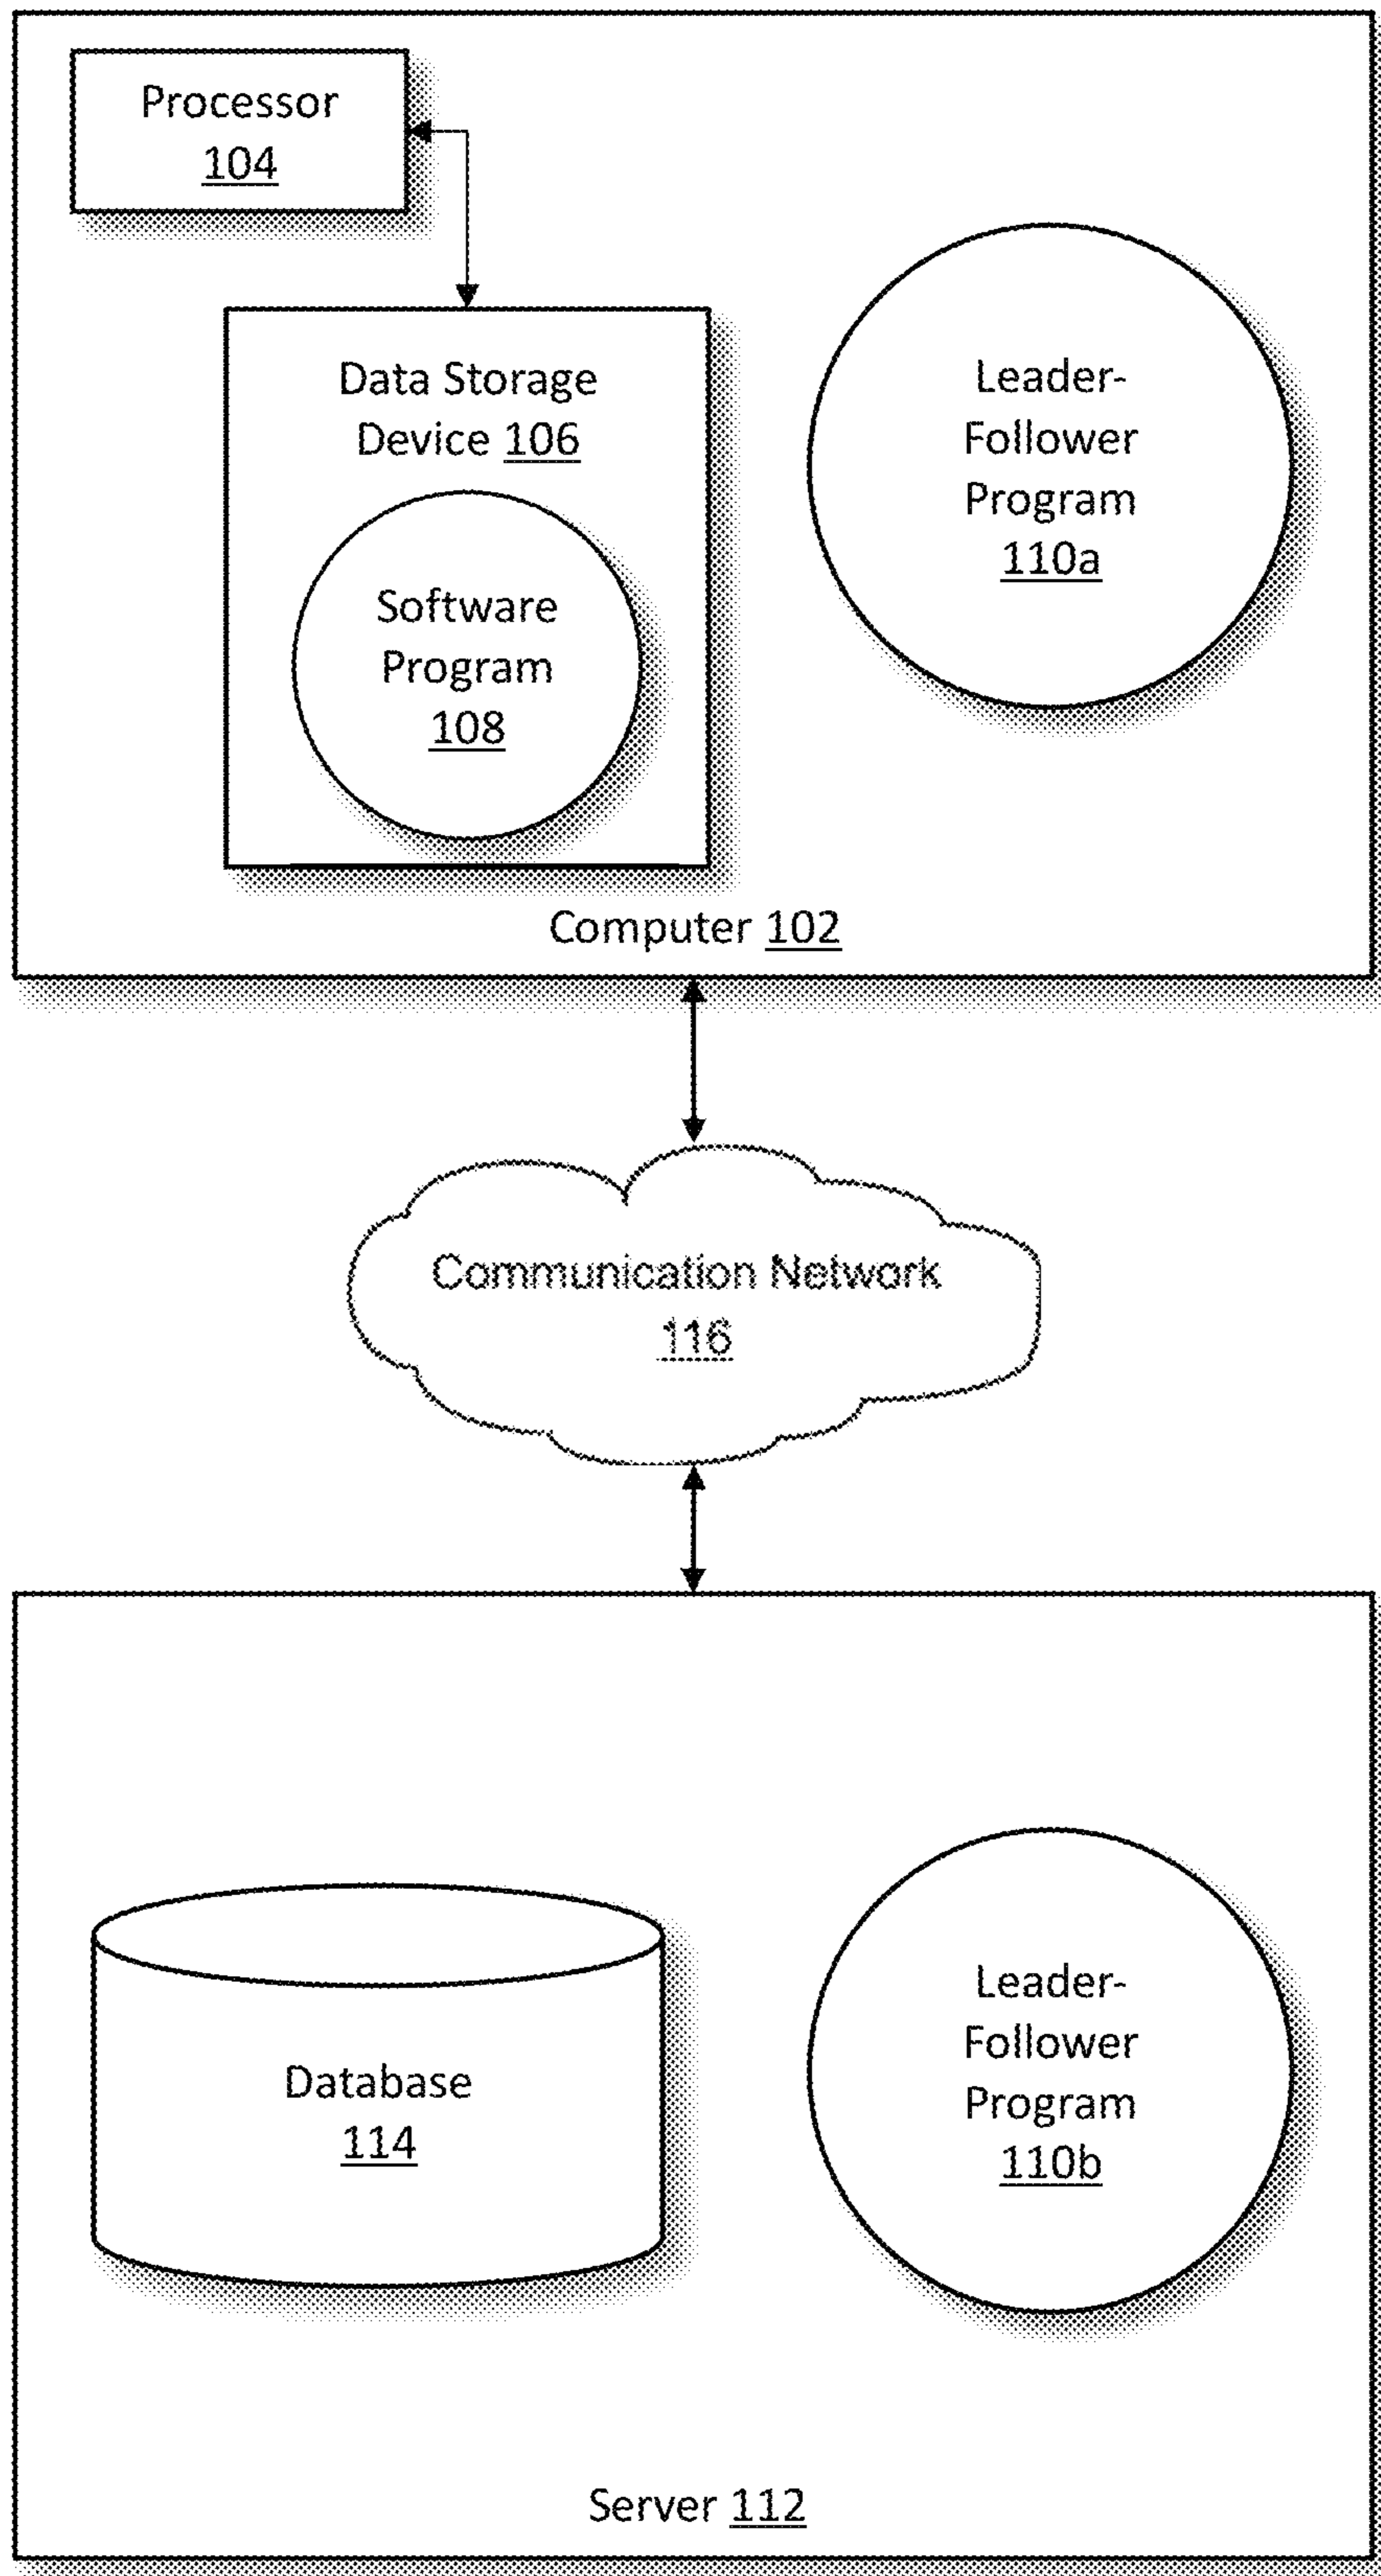 Processor
104
Data Storage
Device 106
Software
Program
108
Leader-
Follower
Program
110a
Computer 102
Communication Network
116
Database
114
Leader-
Follower
Program
110b
Server 112